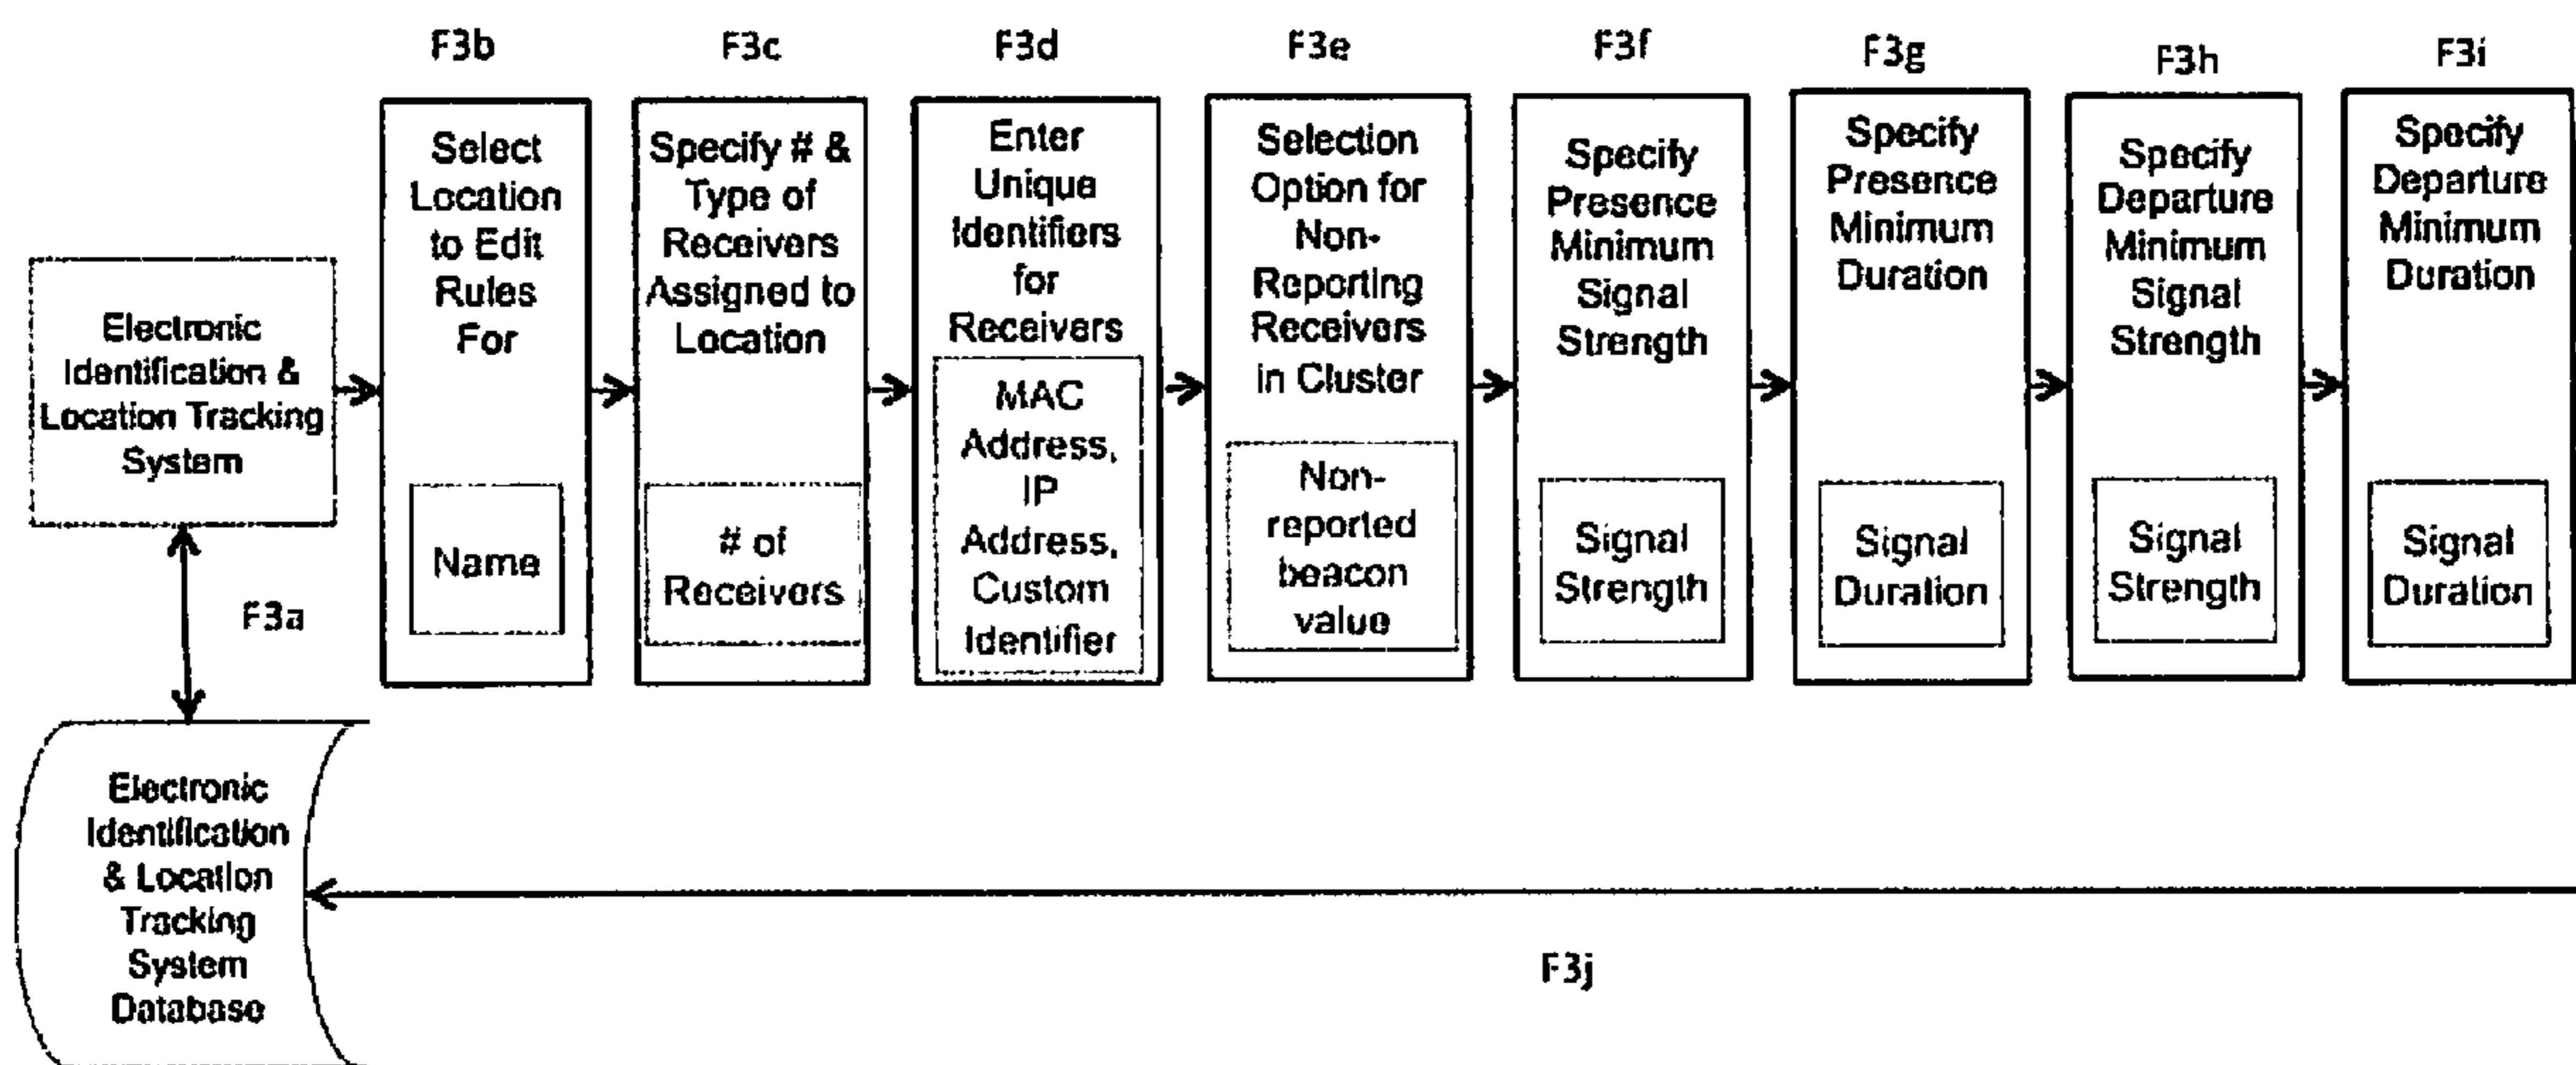 F3b
F3c
F3d
F3e
F3f
F3g
F3h
F3i
Electronic
Identification &
Location Tracking
System
Select
Location
to Edit
Rules
For
Name
Specify # &
Type of
Receivers
Assigned to
Location
# of
Receivers
Enter
Unique
Identifiers
for
Receivers
MAC
Address,
IP
Address,
Custom
Identifier
Selection
Option for
Non-
Reporting
Receivers
in Cluster
Non-
reported
beacon
value
Specify
Presence
Minimum
Signal
Strength
Signal
Strength
Specify
Presence
Minimum
Duration
Signal
Duration
Specify
Departure
Minimum
Signal
Strength
Signal
Strength
Specify
Departure
Minimum
Duration
Signal
Duration
F3a
Electronic
Identification
& Location
Tracking
System
Database
F3j